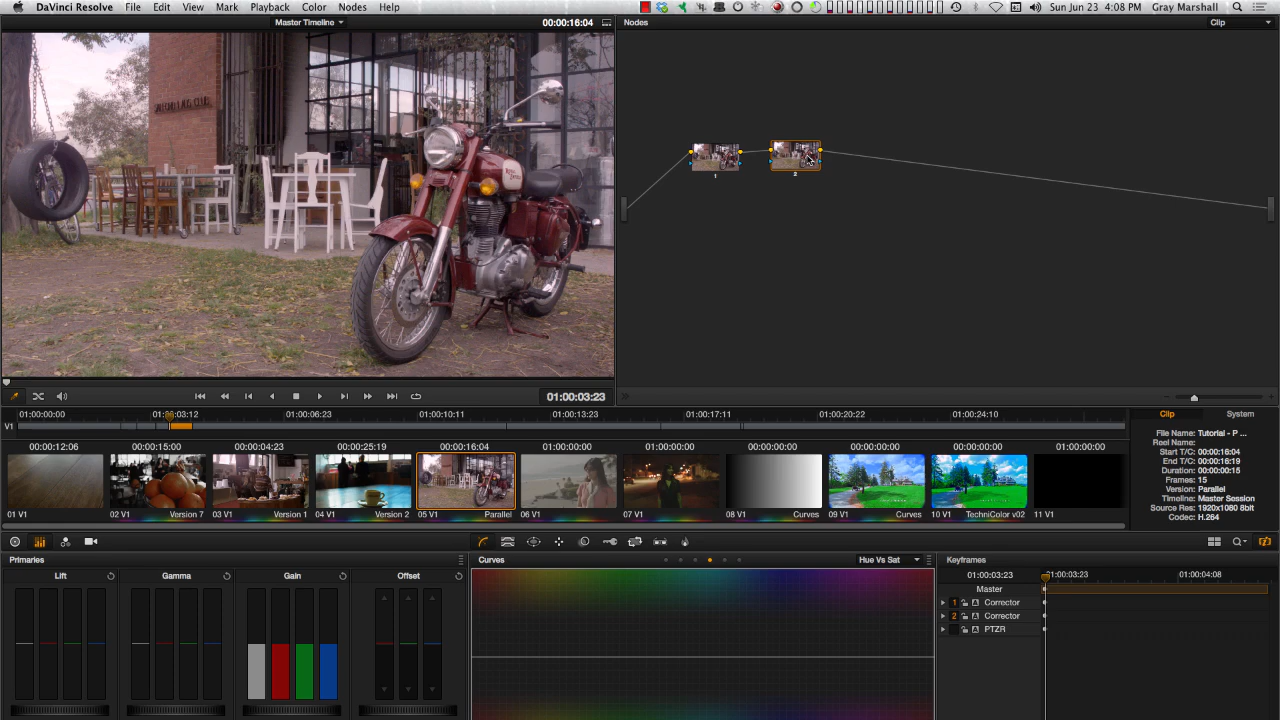 DaVinci Resolve File Edit View Mark Playback Color Nodes Help Sun Jun 23 4:08 PM Gray Marshall
Master Timeline 00:00:16:04 Nodes Clip
1 2
01:00:03:23
01:00:00:00 01:00:03:12 01:00:06:23 01:00:10:11 01:00:13:23 01:00:17:11 01:00:20:22 01:00:24:10 Clip System
V1
00:00:12:06 00:00:15:00 00:00:04:23 00:00:25:19 00:00:16:04 01:00:00:00 01:00:00:00 00:00:00:00 00:00:00:00 00:00:00:00 01:00:00:00
01 V1 02 V1 Version 7 03 V1 Version 1 04 V1 Version 2 05 V1 Parallel 06 V1 07 V1 08 V1 Curves 09 V1 Curves 10 V1 TechniColor v02 11 V1
File Name: Tutorial - P ...
Reel Name:
Start T/C: 00:00:16:04
End T/C: 00:00:16:19
Duration: 00:00:00:15
Frames: 15
Version: Parallel
Timeline: Master Session
Source Res: 1920x1080 8bit
Codec: H.264
Primaries Curves Hue Vs Sat Keyframes
Lift Gamma Gain Offset
01:00:03:23 01:00:03:23 01:00:04:08
Master
1 Corrector
2 Corrector
PTZR